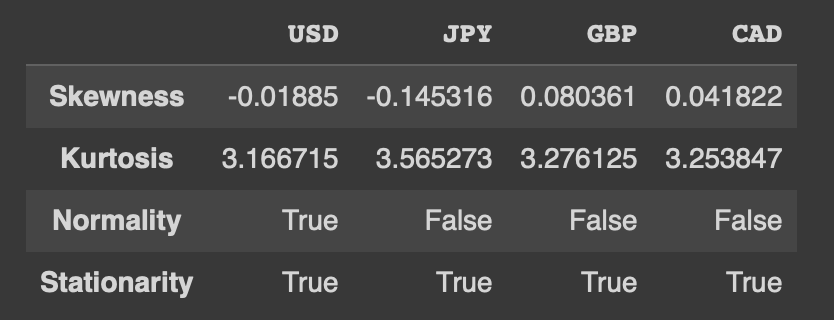 USD JPY GBP CAD
Skewness -0.01885 -0.145316 0.080361 0.041822
Kurtosis 3.166715 3.565273 3.276125 3.253847
Normality True False False False
Stationarity True True True True